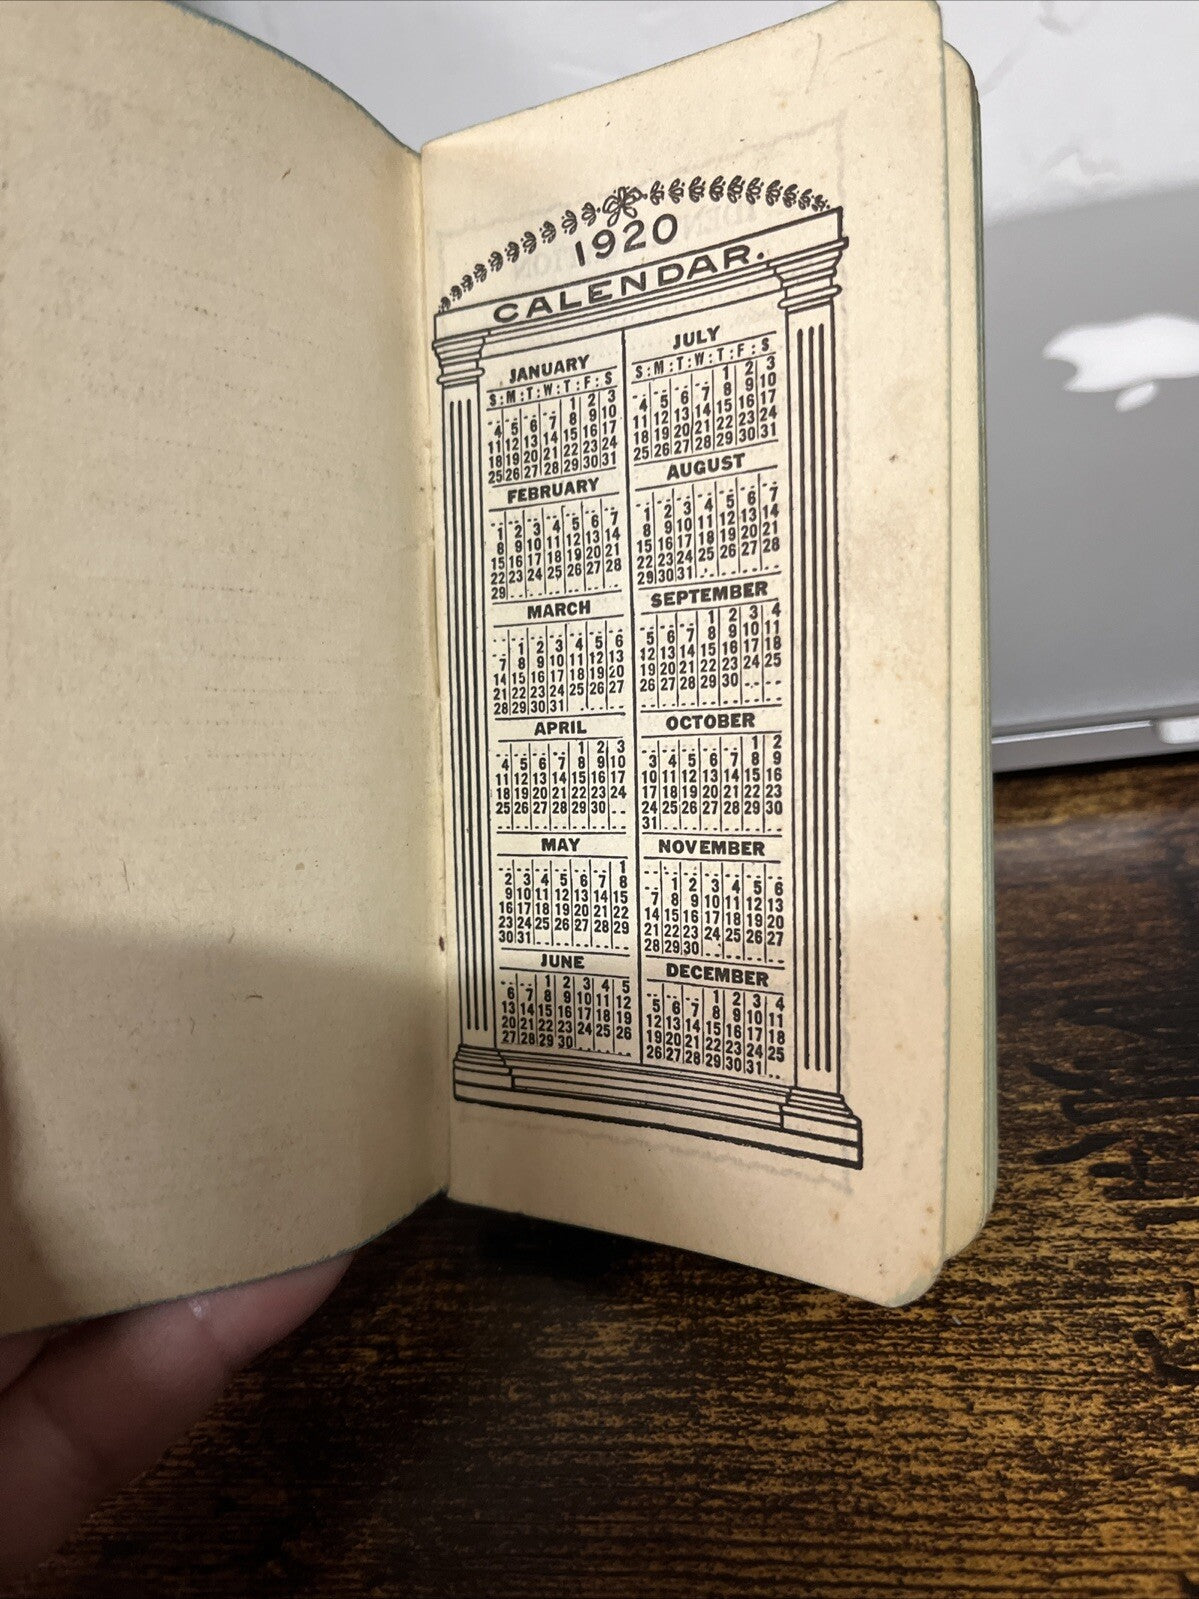 1920
CALENDAR.
JANUARY
S:M:T:W:T:F:S
1 2 3
4 5 6 7 8 9 10
11 12 13 14 15 16 17
18 19 20 21 22 23 24
25 26 27 28 29 30 31
FEBRUARY
1 2 3 4 5 6 7
8 9 10 11 12 13 14
15 16 17 18 19 20 21
22 23 24 25 26 27 28
29
MARCH
1 2 3 4 5 6
7 8 9 10 11 12 13
14 15 16 17 18 19 20
21 22 23 24 25 26 27
28 29 30 31
APRIL
1 2 3
4 5 6 7 8 9 10
11 12 13 14 15 16 17
18 19 20 21 22 23 24
25 26 27 28 29 30
MAY
1
2 3 4 5 6 7 8
9 10 11 12 13 14 15
16 17 18 19 20 21 22
23 24 25 26 27 28 29
30 31
JUNE
1 2 3 4 5
6 7 8 9 10 11 12
13 14 15 16 17 18 19
20 21 22 23 24 25 26
27 28 29 30
JULY
S:M:T:W:T:F:S
1 2 3
4 5 6 7 8 9 10
11 12 13 14 15 16 17
18 19 20 21 22 23 24
25 26 27 28 29 30 31
AUGUST
1 2 3 4 5 6 7
8 9 10 11 12 13 14
15 16 17 18 19 20 21
22 23 24 25 26 27 28
29 30 31
SEPTEMBER
1 2 3 4
5 6 7 8 9 10 11
12 13 14 15 16 17 18
19 20 21 22 23 24 25
26 27 28 29 30
OCTOBER
1 2
3 4 5 6 7 8 9
10 11 12 13 14 15 16
17 18 19 20 21 22 23
24 25 26 27 28 29 30
31
NOVEMBER
1 2 3 4 5 6
7 8 9 10 11 12 13
14 15 16 17 18 19 20
21 22 23 24 25 26 27
28 29 30
DECEMBER
1 2 3 4
5 6 7 8 9 10 11
12 13 14 15 16 17 18
19 20 21 22 23 24 25
26 27 28 29 30 31